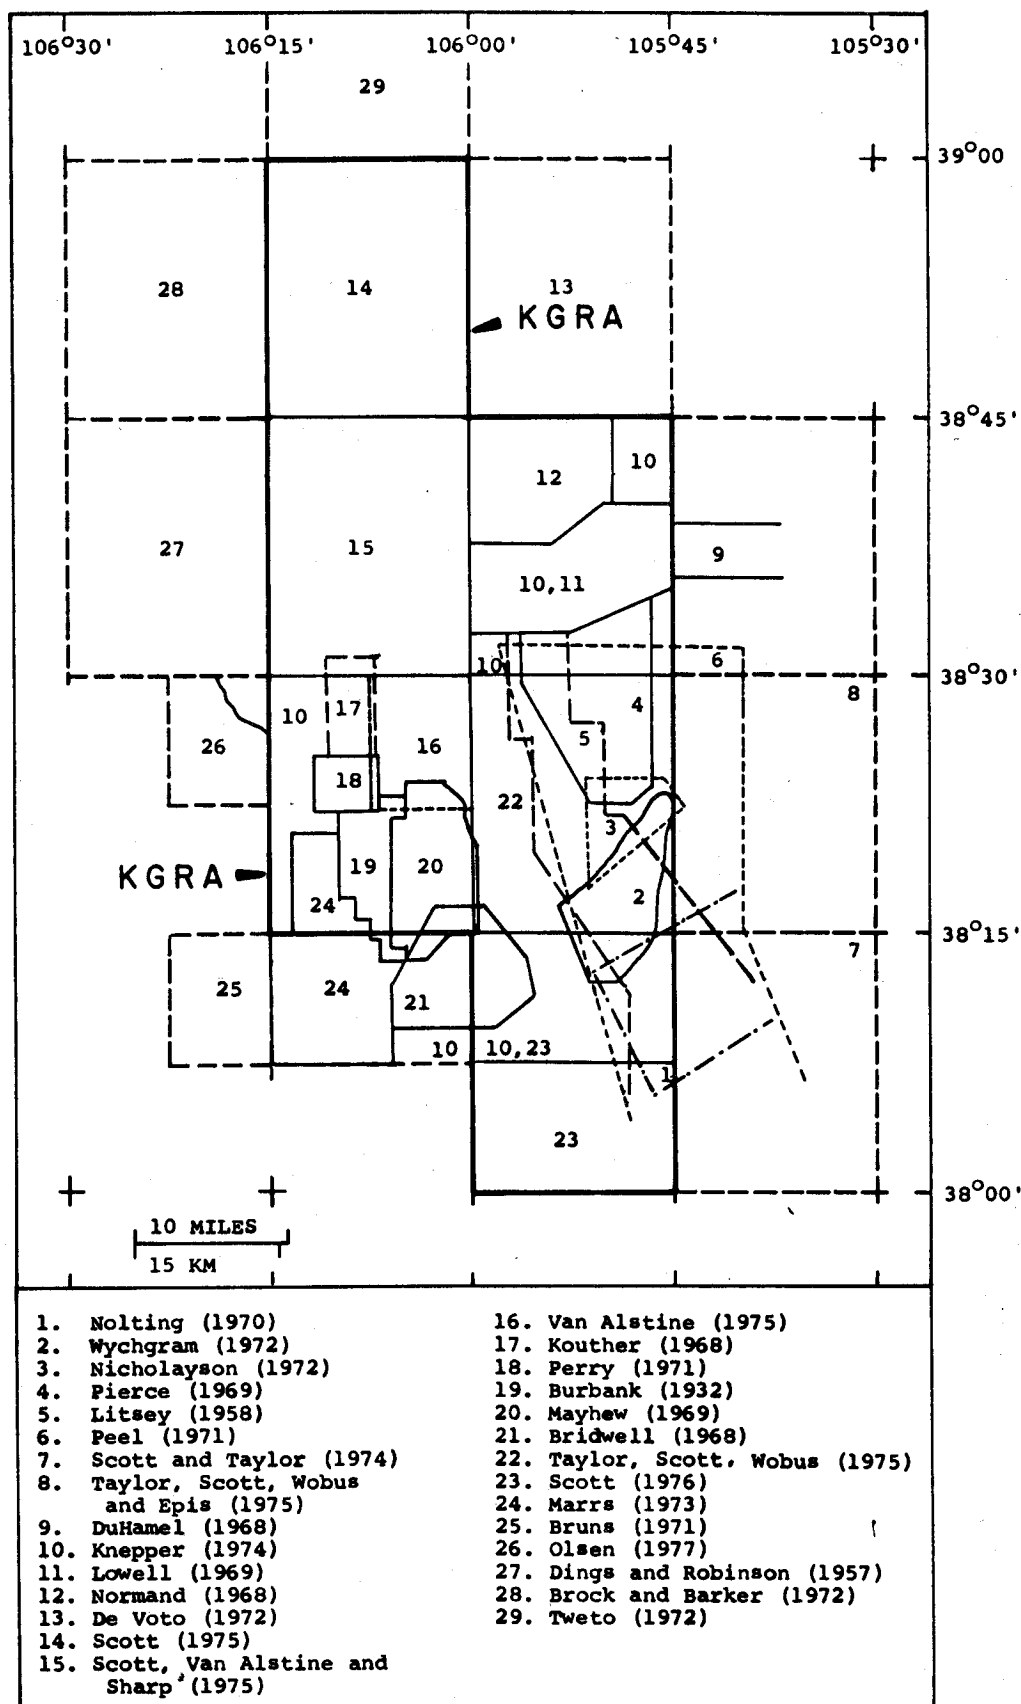 106°30' 106°15' 106°00' 105°45' 105°30'
29
39°00
28 14 13
KGRA
38°45'
12 10
27 15 9
10,11
10 6
38°30'
8
10 17 4
26 16 5
18 22
3
KGRA 19 20
24 2
38°15'
7
25 24 21
10 10,23
1
23
38°00'
10 MILES
15 KM
1. Nolting (1970)
2. Wychgram (1972)
3. Nicholayson (1972)
4. Pierce (1969)
5. Litsey (1958)
6. Peel (1971)
7. Scott and Taylor (1974)
8. Taylor, Scott, Wobus
and Epis (1975)
9. DuHamel (1968)
10. Knepper (1974)
11. Lowell (1969)
12. Normand (1968)
13. De Voto (1972)
14. Scott (1975)
15. Scott, Van Alstine and
Sharp (1975)
16. Van Alstine (1975)
17. Kouther (1968)
18. Perry (1971)
19. Burbank (1932)
20. Mayhew (1969)
21. Bridwell (1968)
22. Taylor, Scott, Wobus (1975)
23. Scott (1976)
24. Marrs (1973)
25. Bruns (1971)
26. Olsen (1977)
27. Dings and Robinson (1957)
28. Brock and Barker (1972)
29. Tweto (1972)